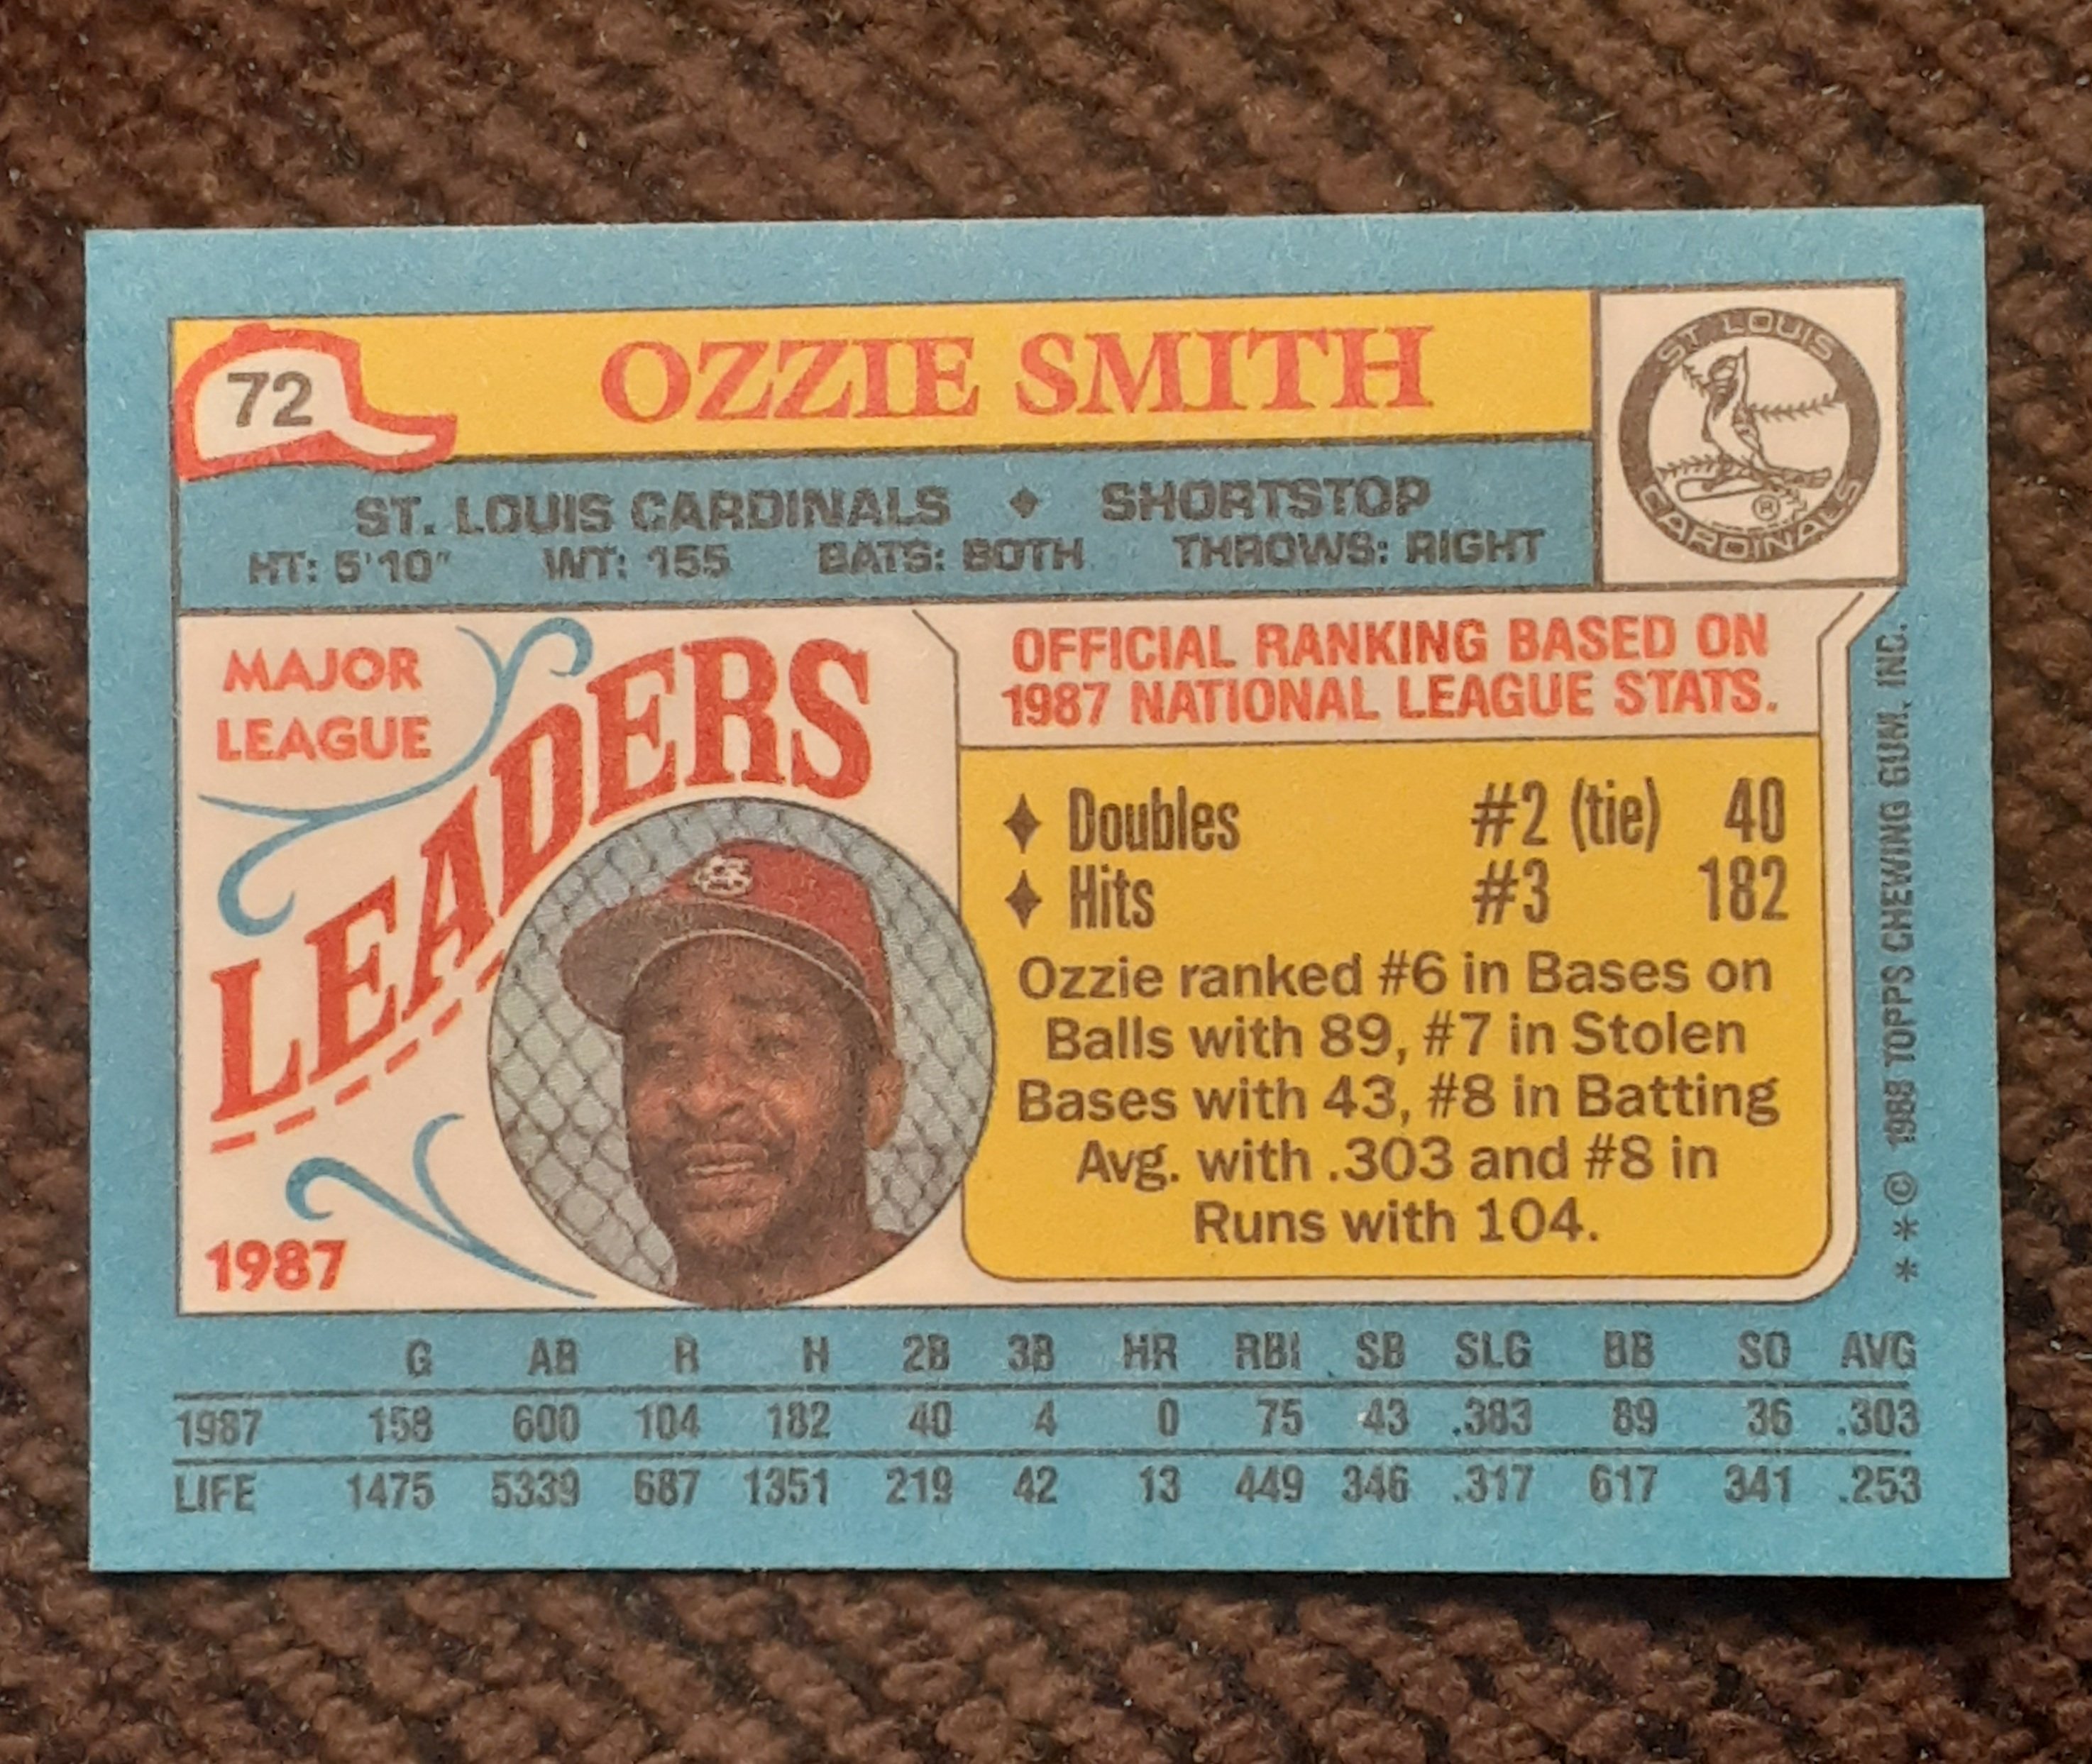 72
OZZIE SMITH
ST. LOUIS CARDINALS
ST. LOUIS CARDINALS ♦ SHORTSTOP
HT: 5'10" WT: 155 BATS: BOTH THROWS: RIGHT
MAJOR
LEAGUE
LEADERS
1987
OFFICIAL RANKING BASED ON
1987 NATIONAL LEAGUE STATS.
♦ Doubles #2 (tie) 40
♦ Hits #3 182
Ozzie ranked #6 in Bases on
Balls with 89, #7 in Stolen
Bases with 43, #8 in Batting
Avg. with .303 and #8 in
Runs with 104.
* * © 1988 TOPPS CHEWING GUM, INC.
G AB R H 2B 3B HR RBI SB SLG BB SO AVG
1987 158 600 104 182 40 4 0 75 43 .383 89 36 .303
LIFE 1475 5339 687 1351 219 42 13 449 346 .317 617 341 .253